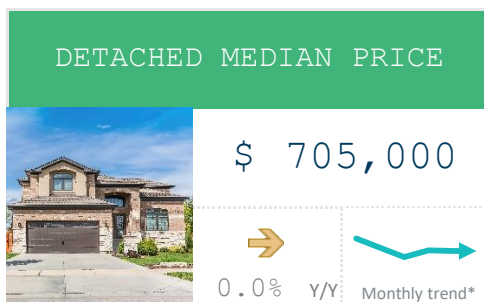 DETACHED MEDIAN PRICE
$ 705,000
0.0% Y/Y
Monthly trend*